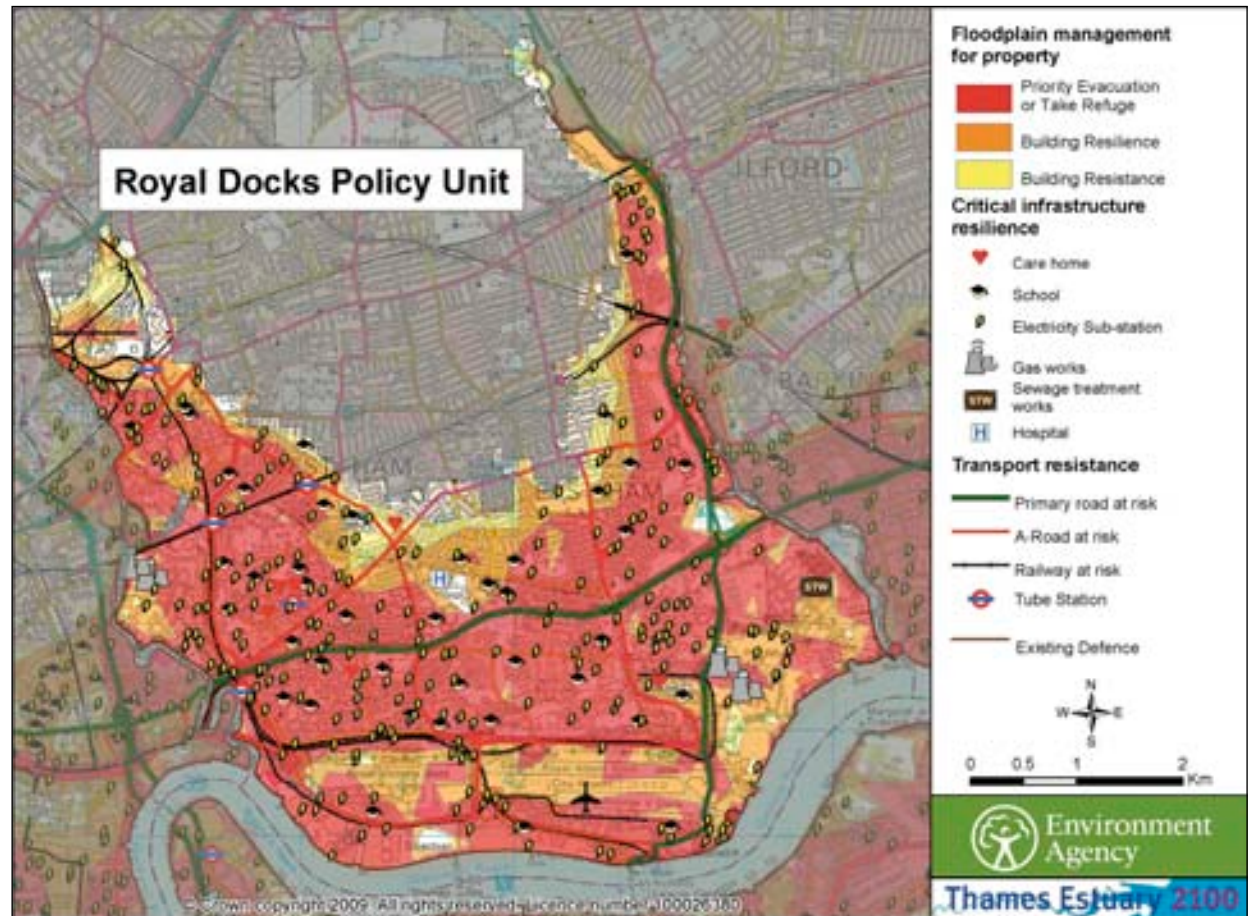 Royal Docks Policy Unit
ILFORD
Floodplain management
for property
Priority Evacuation
or Take Refuge
Building Resilience
Building Resistance
Critical infrastructure
resilience
Care home
School
Electricity Sub-station
Gas works
STW
Sewage treatment
works
H
Hospital
Transport resistance
Primary road at risk
A-Road at risk
Railway at risk
Tube Station
Existing Defence
N
W
E
S
0 0.5 1 2
Km
Environment
Agency
Thames Estuary 2100
H
STW
© Crown copyright 2009. All rights reserved. Licence number 100026380